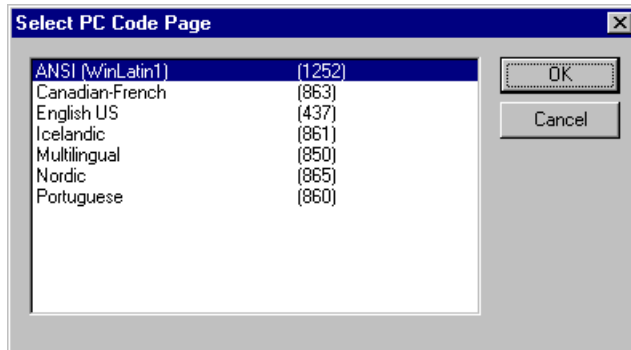 Select PC Code Page
ANSI (WinLatin1) (1252)
Canadian-French (863)
English US (437)
Icelandic (861)
Multilingual (850)
Nordic (865)
Portuguese (860)
OK
Cancel